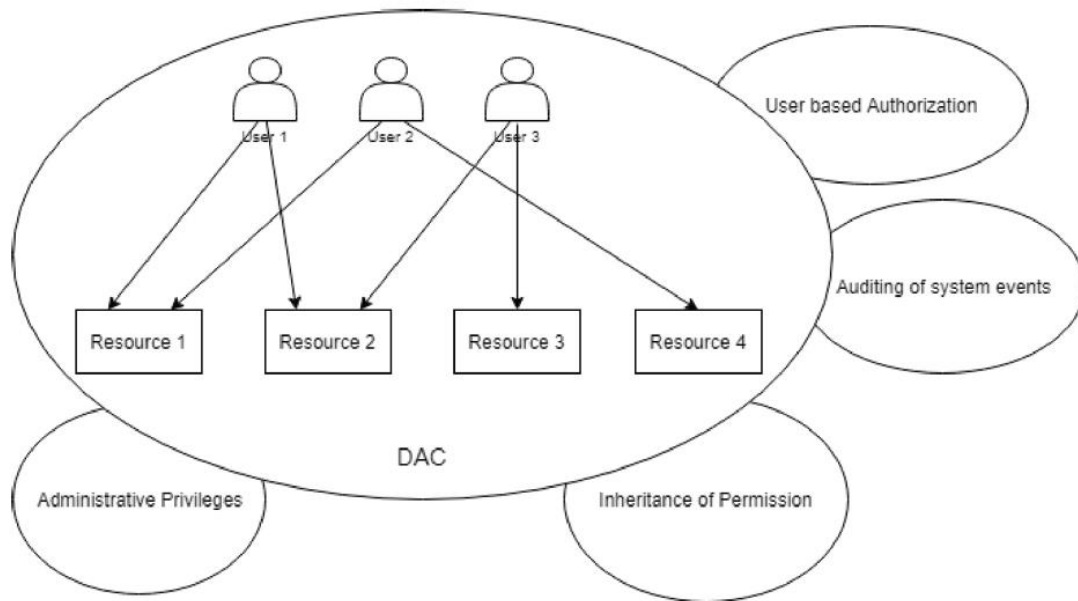 User 1
User 2
User 3
User based Authorization
Auditing of system events
Resource 1
Resource 2
Resource 3
Resource 4
DAC
Administrative Privileges
Inheritance of Permission